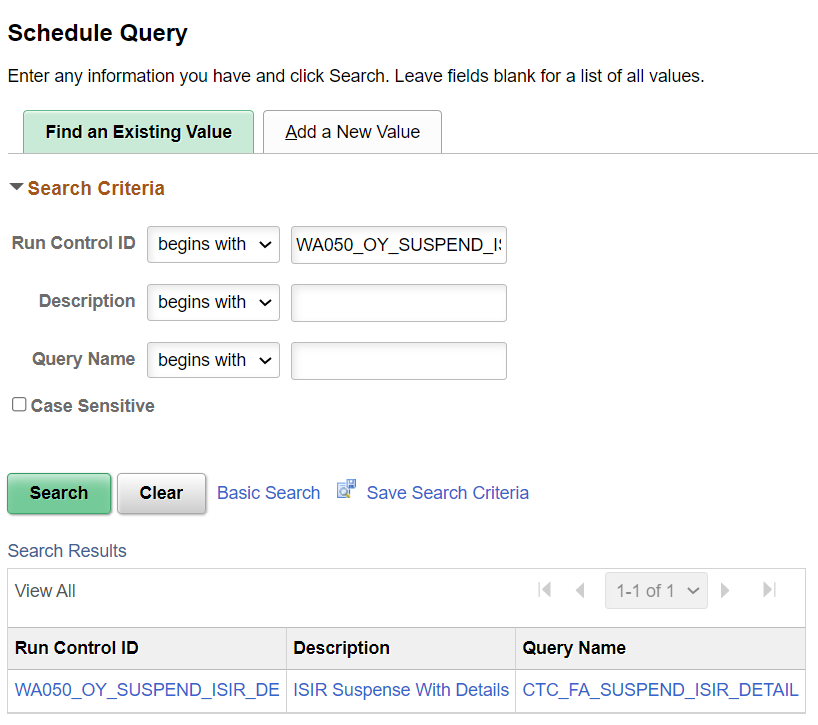 Schedule Query
Enter any information you have and click Search. Leave fields blank for a list of all values.
Find an Existing Value Add a New Value
Search Criteria
Run Control ID begins with WA050_OY_SUSPEND_IS
Description begins with
Query Name begins with
Case Sensitive
Search Clear Basic Search Save Search Criteria
Search Results
View All 1-1 of 1
Run Control ID Description Query Name
WA050_OY_SUSPEND_ISIR_DE ISIR Suspense With Details CTC_FA_SUSPEND_ISIR_DETAIL